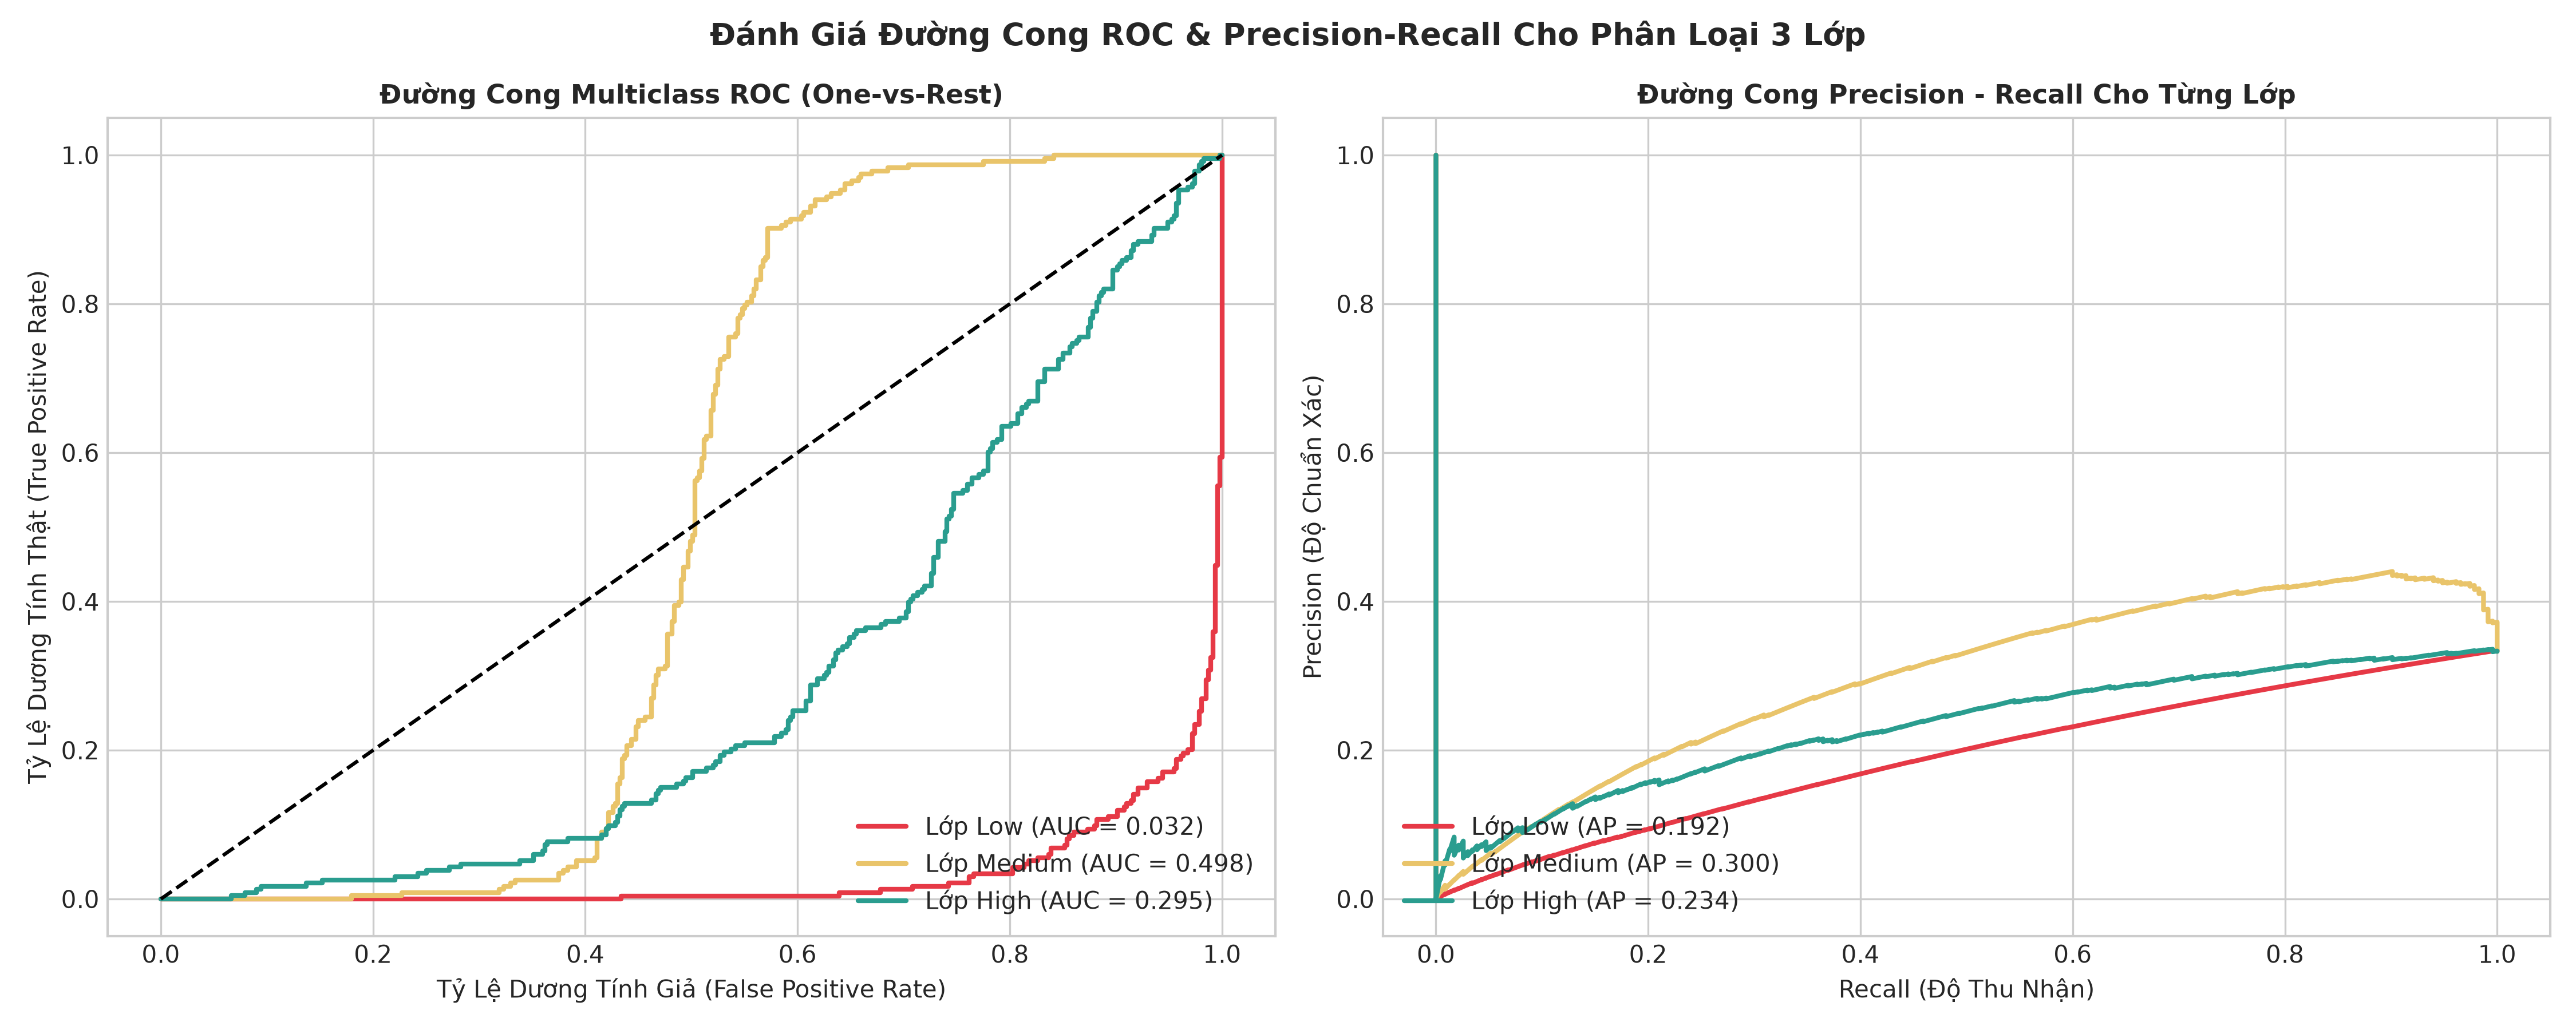 Đánh Giá Đường Cong ROC & Precision-Recall Cho Phân Loại 3 Lớp
Đường Cong Multiclass ROC (One-vs-Rest)
Tỷ Lệ Dương Tính Thật (True Positive Rate)
1.0
0.8
0.6
0.4
0.2
0.0
Lớp Low (AUC = 0.032)
Lớp Medium (AUC = 0.498)
Lớp High (AUC = 0.295)
0.0 0.2 0.4 0.6 0.8 1.0
Tỷ Lệ Dương Tính Giả (False Positive Rate)
Đường Cong Precision - Recall Cho Từng Lớp
Precision (Độ Chuẩn Xác)
1.0
0.8
0.6
0.4
0.2
0.0
Lớp Low (AP = 0.192)
Lớp Medium (AP = 0.300)
Lớp High (AP = 0.234)
0.0 0.2 0.4 0.6 0.8 1.0
Recall (Độ Thu Nhận)